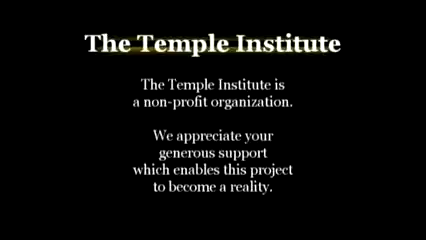 The Temple Institute
The Temple Institute is
a non-profit organization.
We appreciate your
generous support
which enables this project
to become a reality.